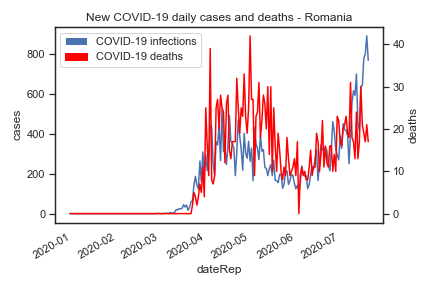 New COVID-19 daily cases and deaths - Romania
COVID-19 infections
COVID-19 deaths
800
600
400
200
0
cases
40
30
20
10
0
deaths
2020-01
2020-02
2020-03
2020-04
2020-05
2020-06
2020-07
dateRep